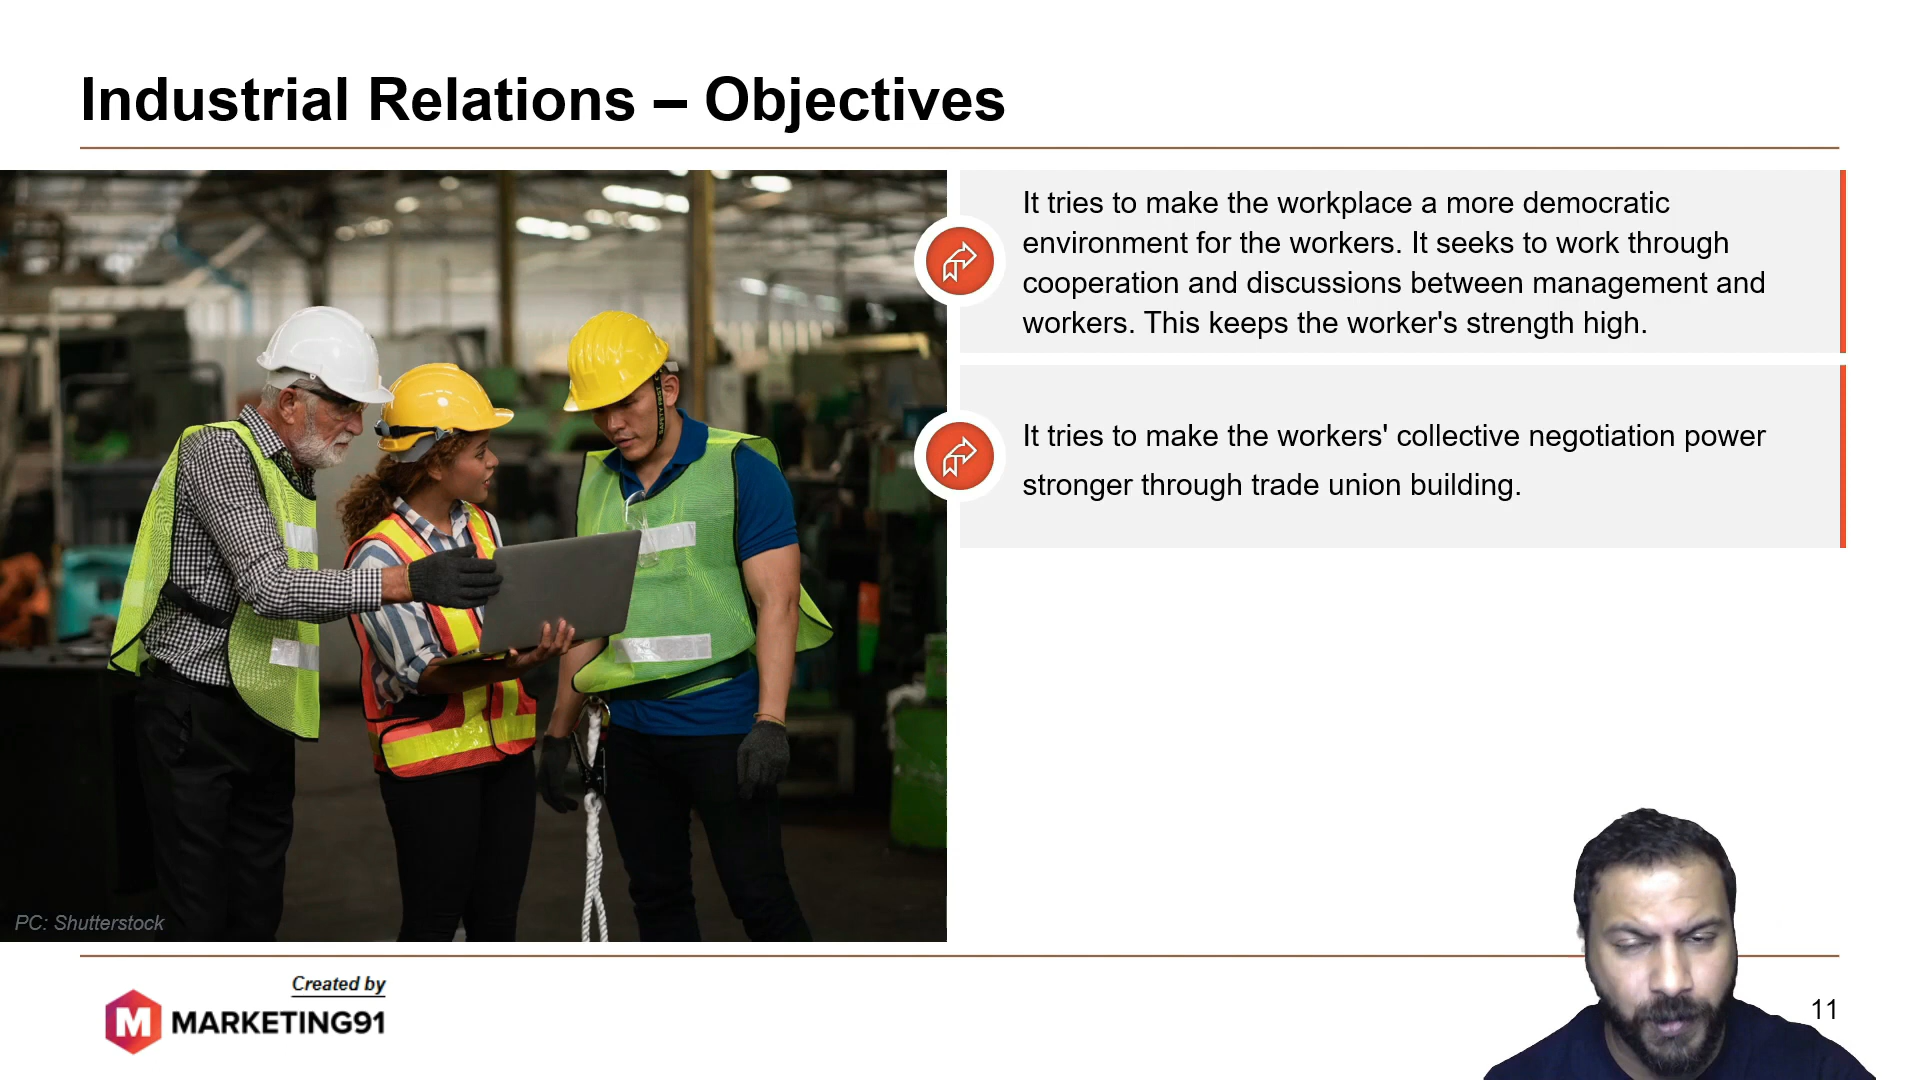 Industrial Relations – Objectives
It tries to make the workplace a more democratic
environment for the workers. It seeks to work through
cooperation and discussions between management and
workers. This keeps the worker's strength high.
It tries to make the workers' collective negotiation power
stronger through trade union building.
PC: Shutterstock
Created by
M MARKETING91
11